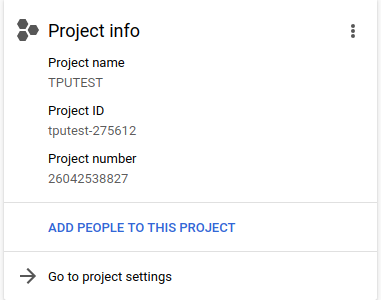 Project info
Project name
TPUTEST
Project ID
tputest-275612
Project number
26042538827
ADD PEOPLE TO THIS PROJECT
Go to project settings